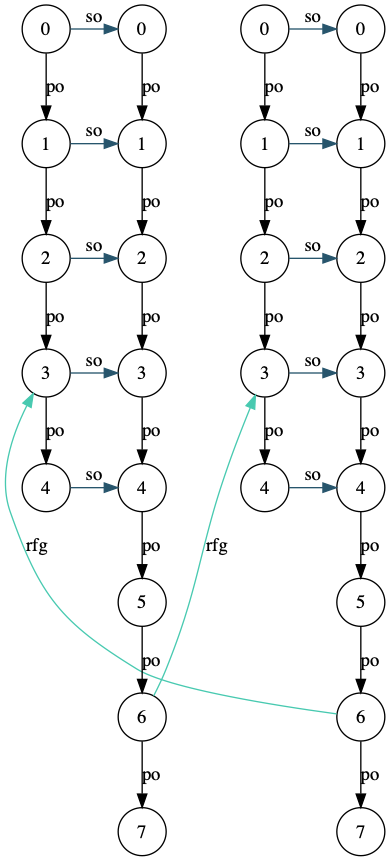 so so
0 0 0 0
po po po po
so so
1 1 1 1
po po po po
so so
2 2 2 2
po po po po
so so
3 3 3 3
po po po po
so so
4 4 4 4
rfg po rfg po
5 5
po po
6 6
po po
7 7